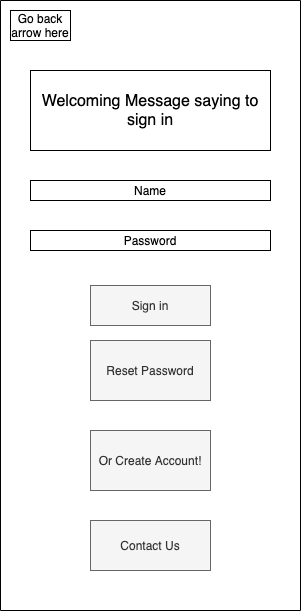 Go back
arrow here
Welcoming Message saying to
sign in
Name
Password
Sign in
Reset Password
Or Create Account!
Contact Us